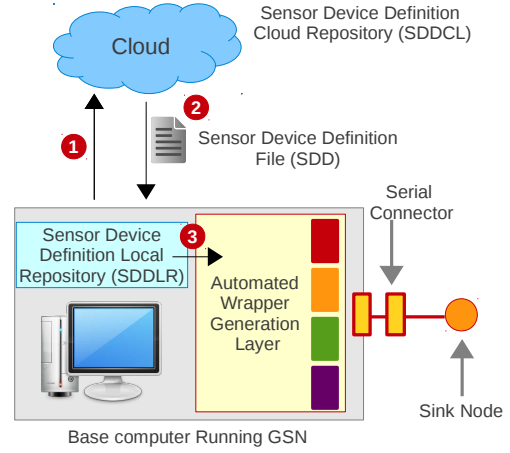 Sensor Device Definition
Cloud Repository (SDDCL)
Cloud
2
1
Sensor Device Definition
File (SDD)
Serial
Connector
Sensor Device
Definition Local
Repository (SDDLR)
3
Automated
Wrapper
Generation
Layer
Sink Node
Base computer Running GSN